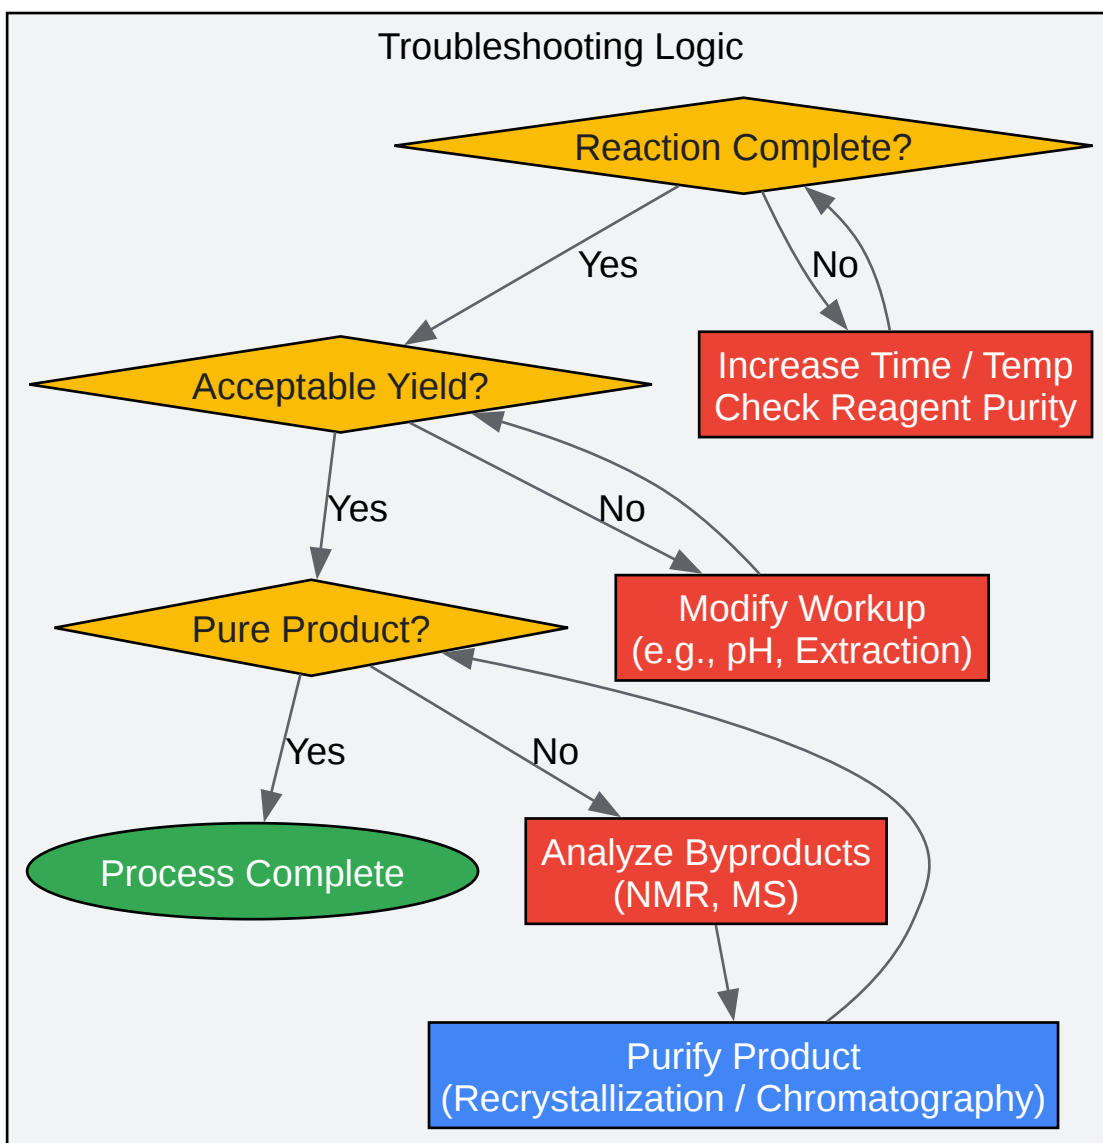 Troubleshooting Logic
Reaction Complete?
Yes
No
Increase Time / Temp
Check Reagent Purity
Acceptable Yield?
Yes
No
Modify Workup
(e.g., pH, Extraction)
Pure Product?
Yes
No
Process Complete
Analyze Byproducts
(NMR, MS)
Purify Product
(Recrystallization / Chromatography)